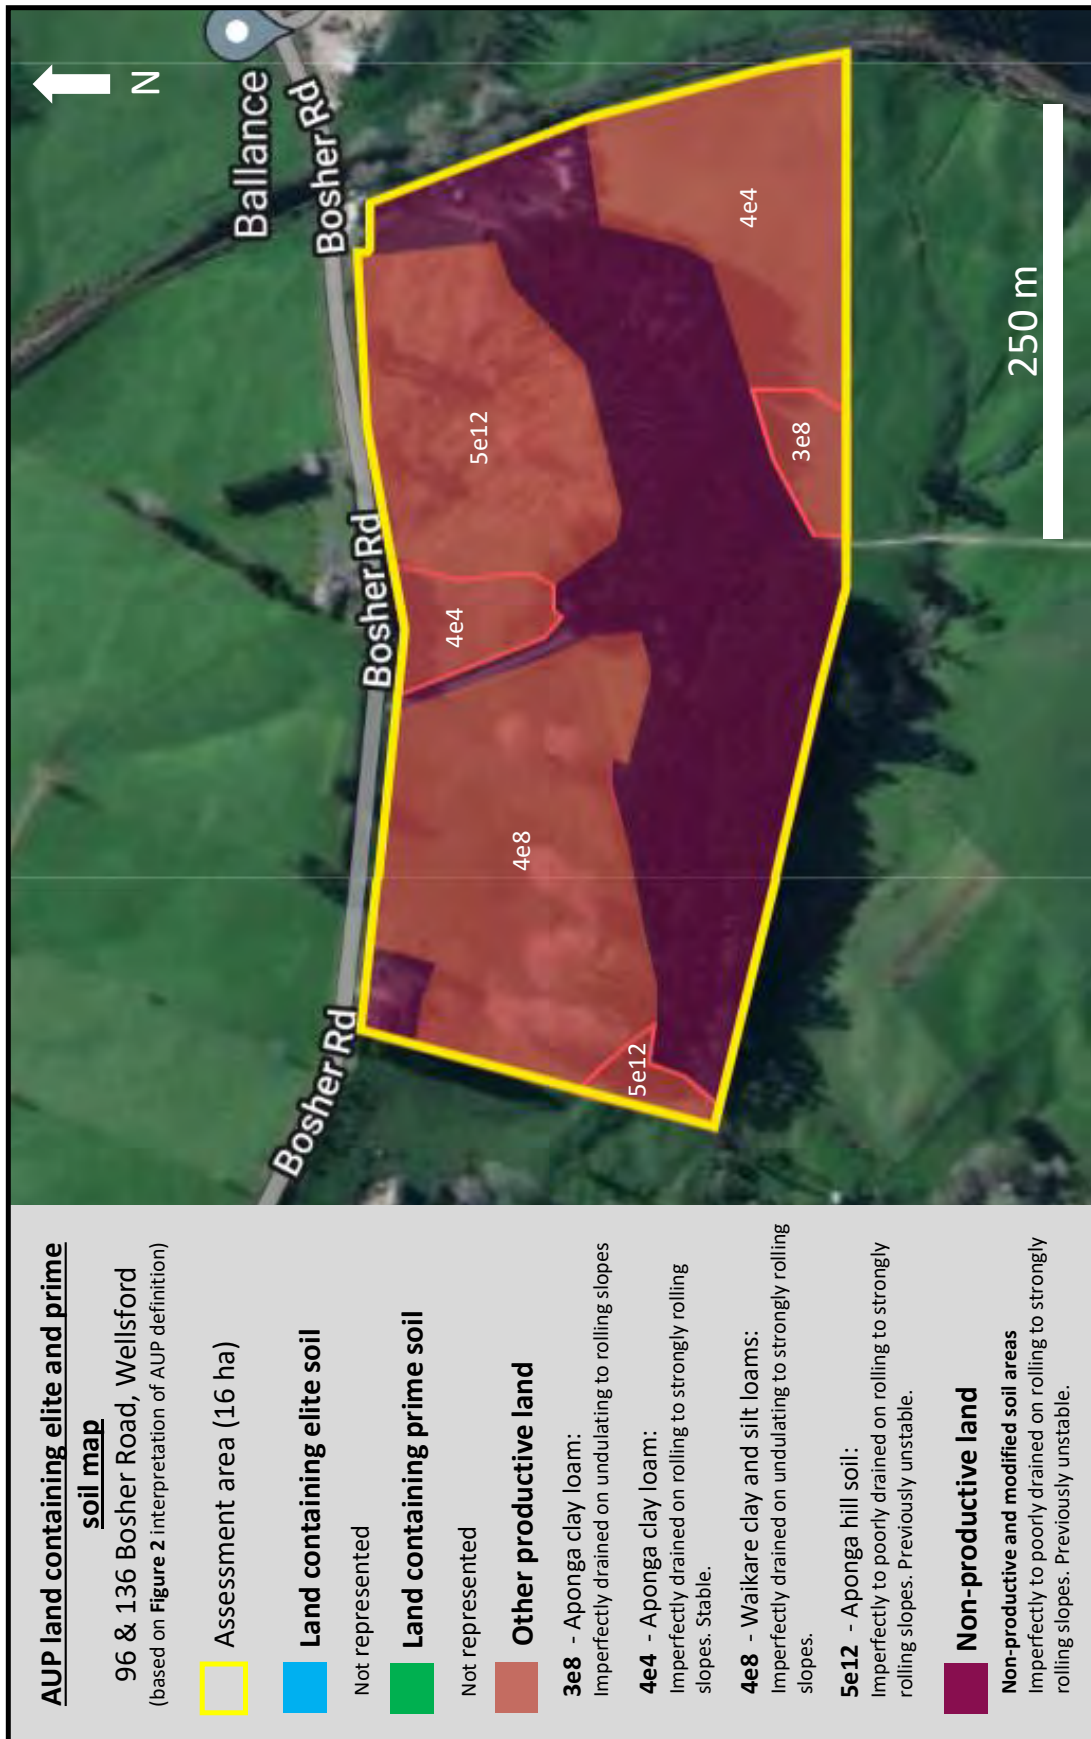 AUP land containing elite and prime
soil map
96 & 136 Bosher Road, Wellsford
(based on Figure 2 interpretation of AUP definition)
Assessment area (16 ha)
Land containing elite soil
Not represented
Land containing prime soil
Not represented
Other productive land
3e8 - Aponga clay loam:
Imperfectly drained on undulating to rolling slopes
4e4 - Aponga clay loam:
Imperfectly drained on rolling to strongly rolling
slopes. Stable.
4e8 - Waikare clay and silt loams:
Imperfectly drained on undulating to strongly rolling
slopes.
5e12 - Aponga hill soil:
Imperfectly to poorly drained on rolling to strongly
rolling slopes. Previously unstable.
Non-productive land
Non-productive and modified soil areas
Imperfectly to poorly drained on rolling to strongly
rolling slopes. Previously unstable.
N
Ballance
Bosher Rd
Bosher Rd
Bosher Rd
4e4
5e12
4e8
5e12
4e4
3e8
250 m